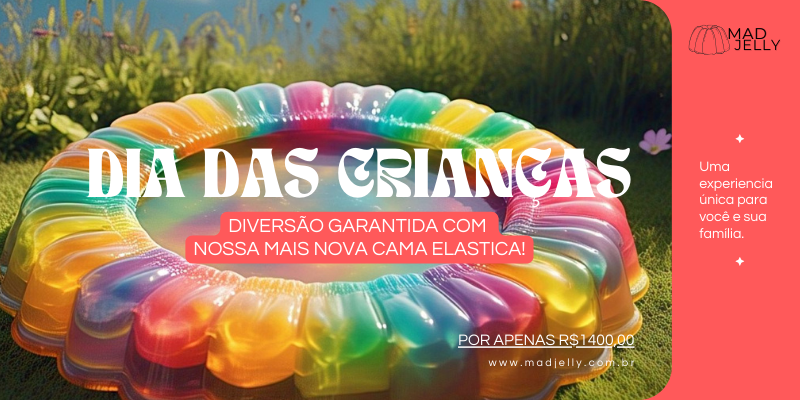 DIA DAS CRIANÇAS
DIVERSÃO GARANTIDA COM
NOSSA MAIS NOVA CAMA ELASTICA!
POR APENAS R$1400,00
www.madjelly.com.br
MAD
JELLY
Uma
experiencia
única para
você e sua
família.